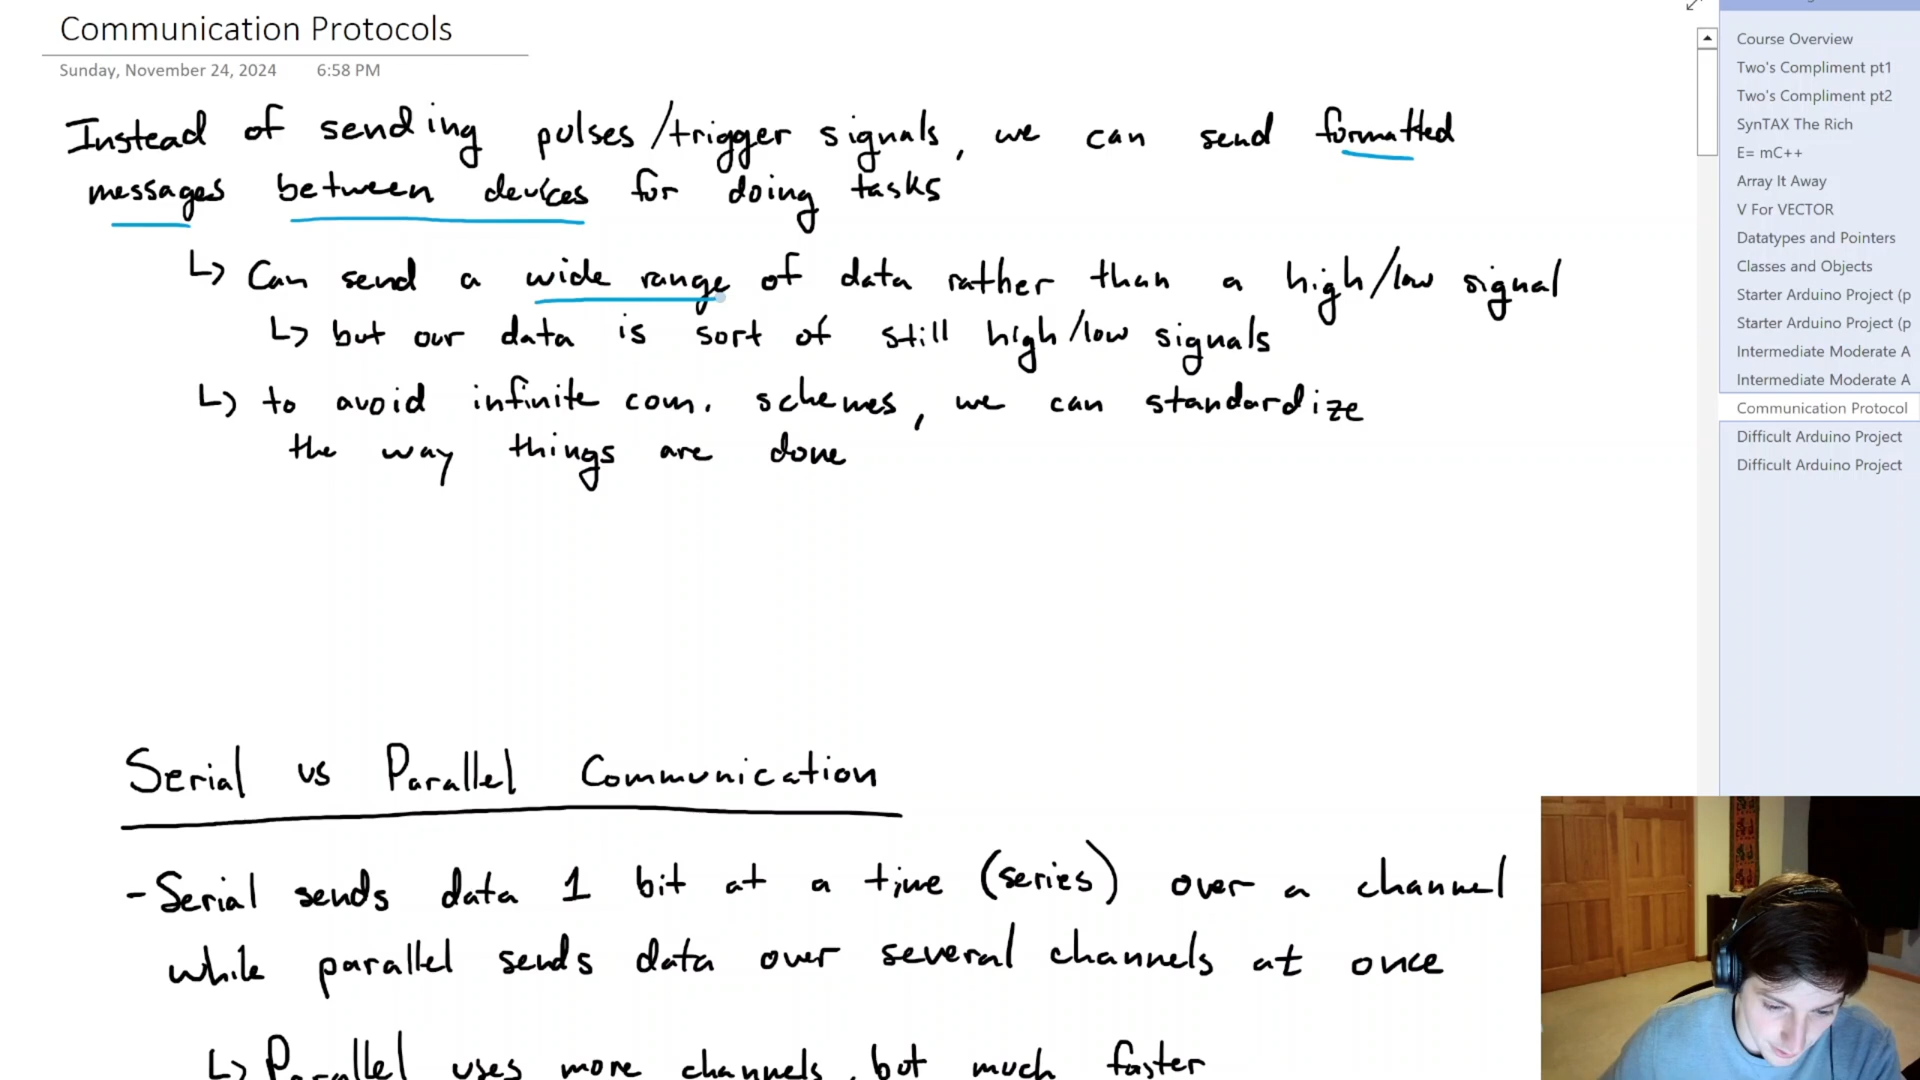 Communication Protocols
Sunday, November 24, 2024 6:58 PM
Instead of sending pulses/trigger signals, we can send formatted
messages between devices for doing tasks
↳ Can send a wide range of data rather than a high/low signal
↳ but our data is sort of still high/low signals
↳ to avoid infinite com. schemes, we can standardize
the way things are done
Serial vs Parallel Communication
- Serial sends data 1 bit at a time (series) over a channel
while parallel sends data over several channels at once
↳ Parallel uses more channels, but much faster
Course Overview
Two's Compliment pt1
Two's Compliment pt2
SynTAX The Rich
E= mC++
Array It Away
V For VECTOR
Datatypes and Pointers
Classes and Objects
Starter Arduino Project (p
Starter Arduino Project (p
Intermediate Moderate A
Intermediate Moderate A
Communication Protocol
Difficult Arduino Project
Difficult Arduino Project